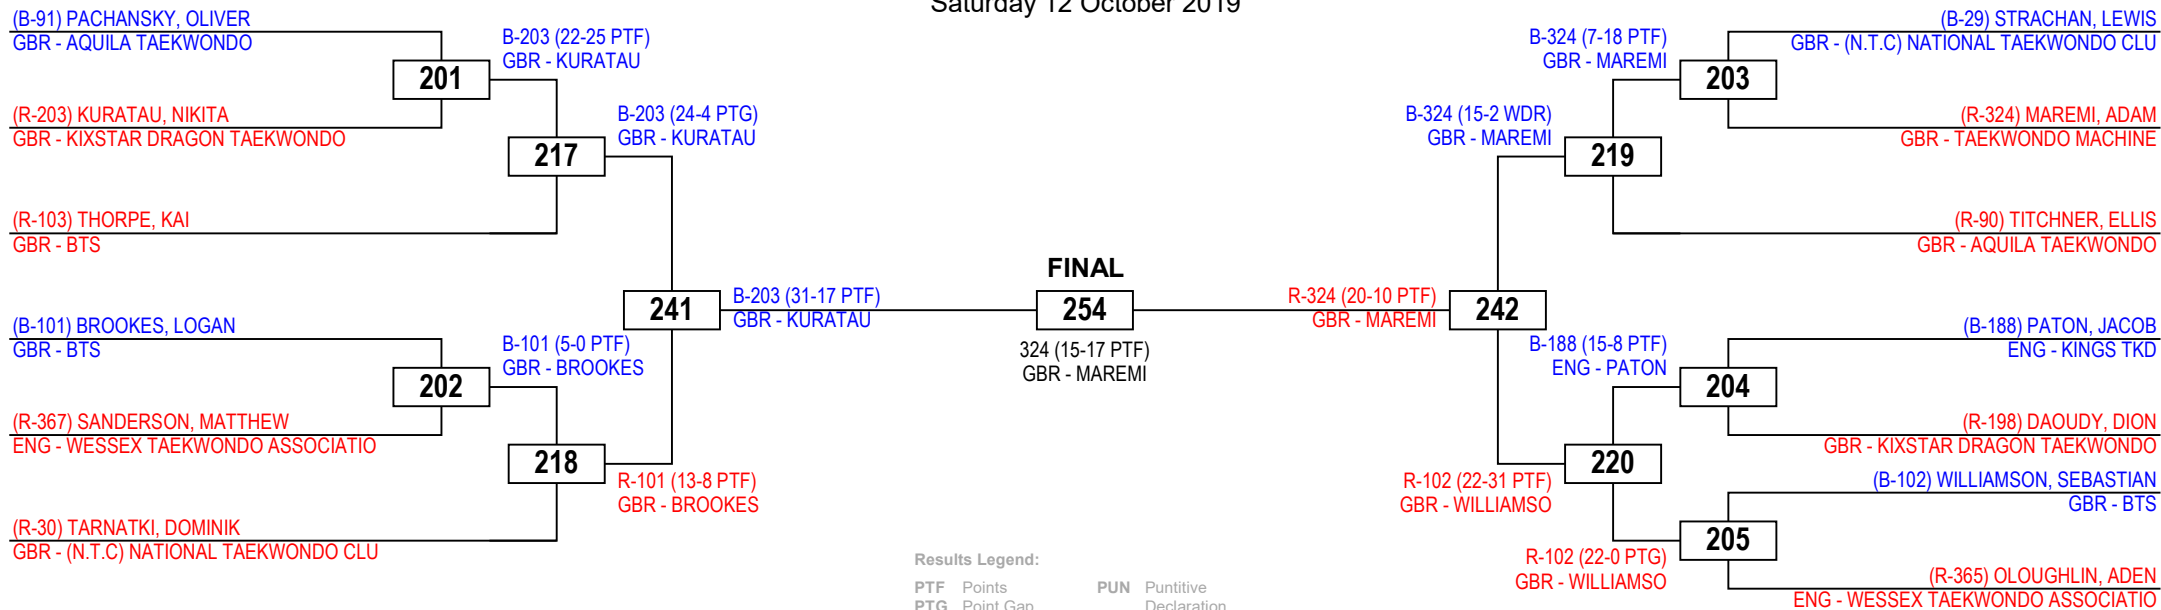 Saturday 12 October 2019
(B-91) PACHANSKY, OLIVER
GBR - AQUILA TAEKWONDO
201
(R-203) KURATAU, NIKITA
GBR - KIXSTAR DRAGON TAEKWONDO
B-203 (22-25 PTF)
GBR - KURATAU
217
(R-103) THORPE, KAI
GBR - BTS
B-203 (24-4 PTG)
GBR - KURATAU
241
(B-101) BROOKES, LOGAN
GBR - BTS
202
(R-367) SANDERSON, MATTHEW
ENG - WESSEX TAEKWONDO ASSOCIATIO
B-101 (5-0 PTF)
GBR - BROOKES
218
(R-30) TARNATKI, DOMINIK
GBR - (N.T.C) NATIONAL TAEKWONDO CLU
R-101 (13-8 PTF)
GBR - BROOKES
B-203 (31-17 PTF)
GBR - KURATAU
FINAL
254
324 (15-17 PTF)
GBR - MAREMI
R-324 (20-10 PTF)
GBR - MAREMI
242
B-324 (15-2 WDR)
GBR - MAREMI
219
B-324 (7-18 PTF)
GBR - MAREMI
203
(B-29) STRACHAN, LEWIS
GBR - (N.T.C) NATIONAL TAEKWONDO CLU
(R-324) MAREMI, ADAM
GBR - TAEKWONDO MACHINE
(R-90) TITCHNER, ELLIS
GBR - AQUILA TAEKWONDO
(B-188) PATON, JACOB
ENG - KINGS TKD
204
(R-198) DAOUDY, DION
GBR - KIXSTAR DRAGON TAEKWONDO
B-188 (15-8 PTF)
ENG - PATON
220
R-102 (22-31 PTF)
GBR - WILLIAMSO
(B-102) WILLIAMSON, SEBASTIAN
GBR - BTS
205
(R-365) OLOUGHLIN, ADEN
ENG - WESSEX TAEKWONDO ASSOCIATIO
R-102 (22-0 PTG)
GBR - WILLIAMSO
Results Legend:
PTF Points PUN Puntitive
PTG Point Gap Declaration